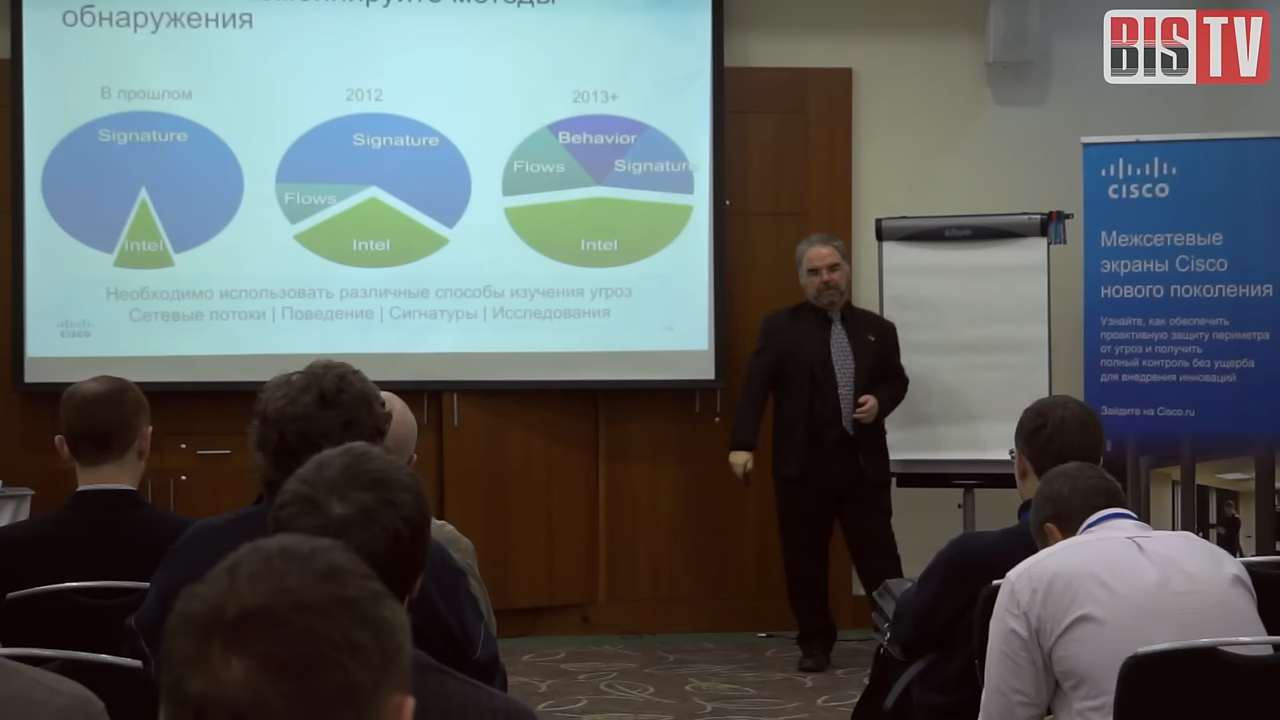 обнаружения
В прошлом
Signature
Intel
2012
Signature
Flows
Intel
2013+
Behavior
Flows
Signature
Intel
Необходимо использовать различные способы изучения угроз
Сетевые потоки | Поведение | Сигнатуры | Исследования
CISCO
BISTV
CISCO
Межсетевые
экраны Cisco
нового поколения
Узнайте, как обеспечить
проактивную защиту периметра
от угроз и получить
полный контроль без ущерба
для внедрения инноваций.
Зайдите на Cisco.ru